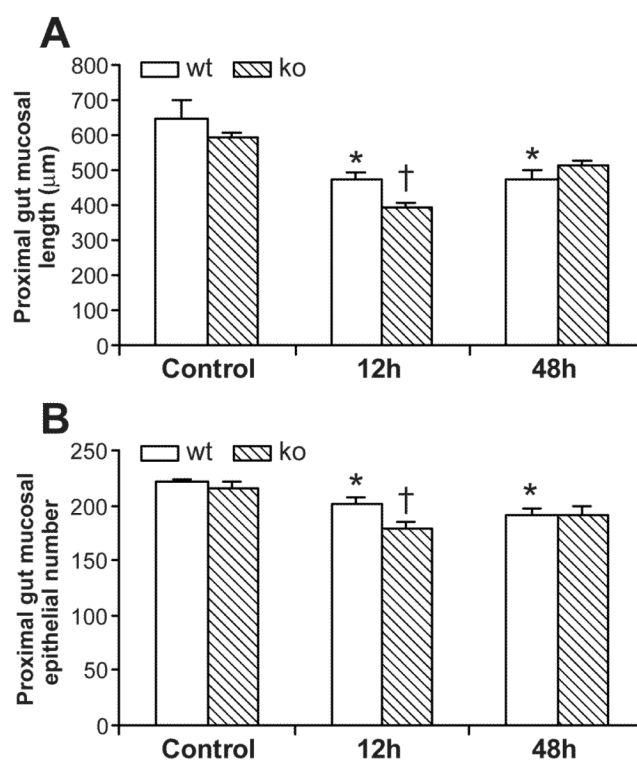 A
wt ko
Proximal gut mucosal
length (μm)
800
700
600
500
400
300
200
100
0
*
†
*
Control 12h 48h
B
wt ko
Proximal gut mucosal
epithelial number
250
200
150
100
50
0
*
†
*
Control 12h 48h